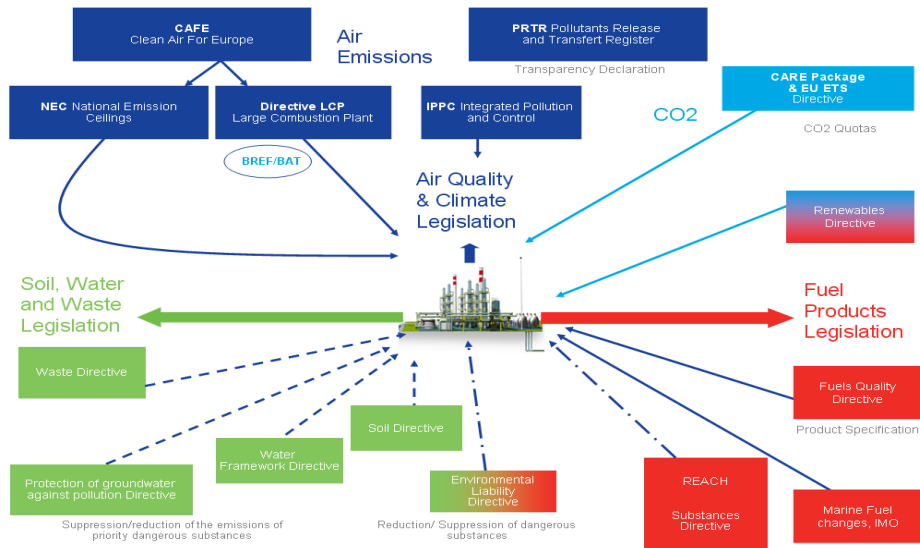 CAFE
Clean Air For Europe
Air
Emissions
PRTR Pollutants Release
and Transfert Register
Transparency Declaration
NEC National Emission
Ceilings
Directive LCP
Large Combustion Plant
BREF/BAT
IPPC Integrated Pollution
and Control
CO2
CARE Package
& EU ETS
Directive
CO2 Quotas
Air Quality
& Climate
Legislation
Renewables
Directive
Soil, Water
and Waste
Legislation
Fuel
Products
Legislation
Waste Directive
Soil Directive
Water
Framework Directive
Protection of groundwater
against pollution Directive
Suppression/reduction of the emissions of
priority dangerous substances
Environmental
Liability
Directive
Reduction/ Suppression of dangerous
substances
Fuels Quality
Directive
Product Specification
REACH
Substances
Directive
Marine Fuel
changes, IMO